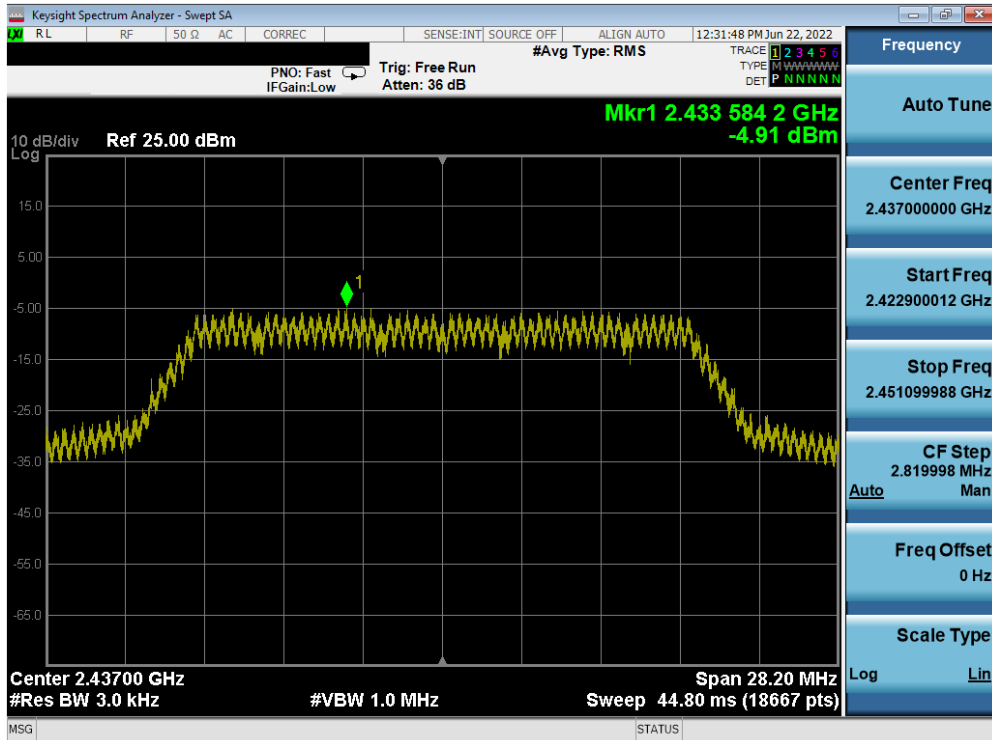 Keysight Spectrum Analyzer - Swept SA
LXI RL RF 50 Ω AC CORREC SENSE:INT SOURCE OFF ALIGN AUTO 12:31:48 PM Jun 22, 2022
#Avg Type: RMS
TRACE 1 2 3 4 5 6
PNO: Fast Trig: Free Run TYPE M WWWWW
IFGain:Low Atten: 36 dB DET P N N N N N
Mkr1 2.433 584 2 GHz
-4.91 dBm
10 dB/div Ref 25.00 dBm
Log
15.0
5.00
1
-5.00
-15.0
-25.0
-35.0
-45.0
-55.0
-65.0
Center 2.43700 GHz Span 28.20 MHz
#Res BW 3.0 kHz #VBW 1.0 MHz Sweep 44.80 ms (18667 pts)
MSG STATUS
Frequency
Auto Tune
Center Freq
2.437000000 GHz
Start Freq
2.422900012 GHz
Stop Freq
2.451099988 GHz
CF Step
2.819998 MHz
Auto Man
Freq Offset
0 Hz
Scale Type
Log Lin